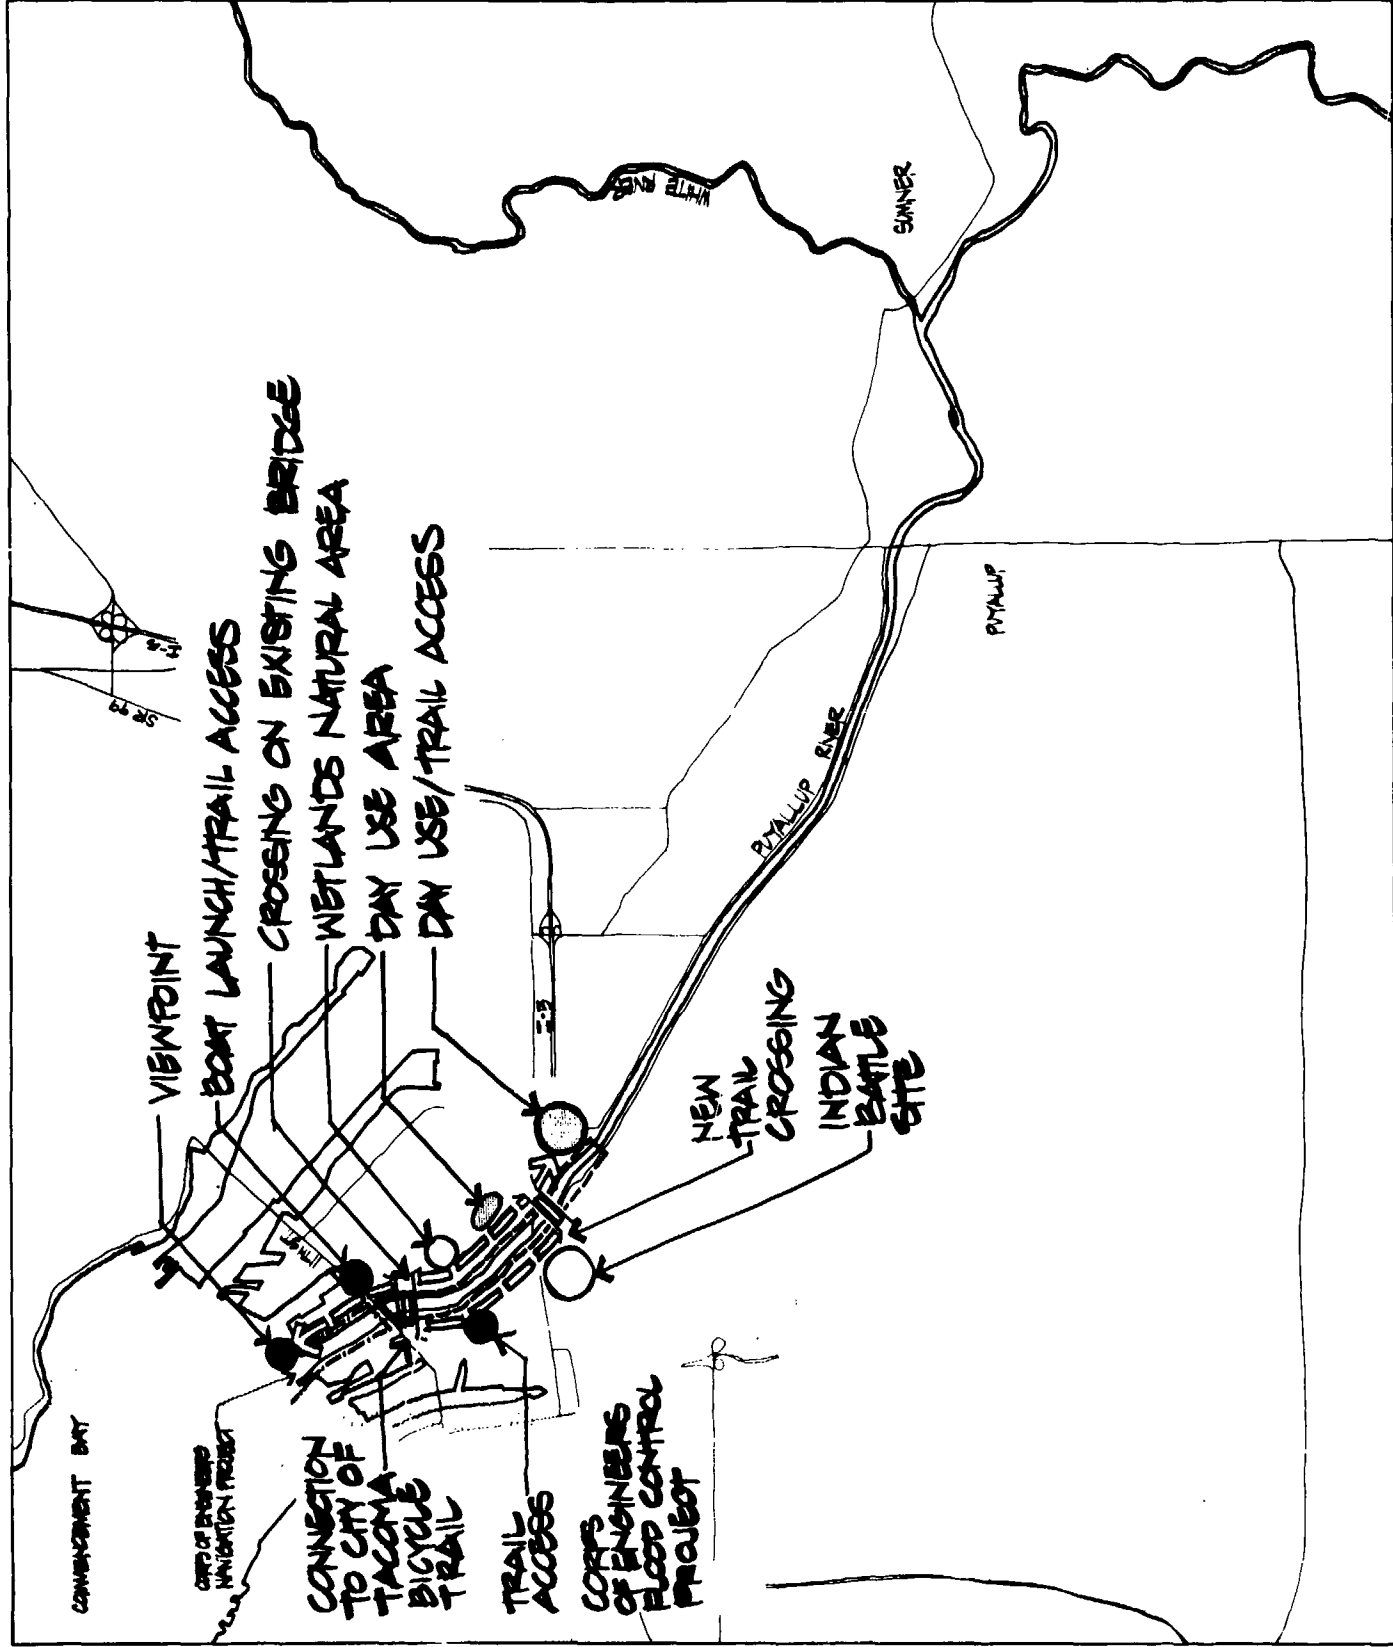 COMMENCEMENT BAY
CORPS OF ENGINEERS
NAVIGATION PROJECT
VIEWPOINT
BOAT LAUNCH/TRAIL ACCESS
CROSSING ON EXISTING BRIDGE
WETLANDS NATURAL AREA
DAY USE AREA
DAY USE/TRAIL ACCESS
SR 99
I-5
11TH ST
CONNECTION
TO CITY OF
TACOMA
BICYCLE
TRAIL
TRAIL
ACCESS
CORPS
OF ENGINEERS
FLOOD CONTROL
PROJECT
I-5
NEW
TRAIL
CROSSING
INDIAN
BATTLE
SITE
PUYALLUP RIVER
PUYALLUP
WHITE
RIVER
SUMNER